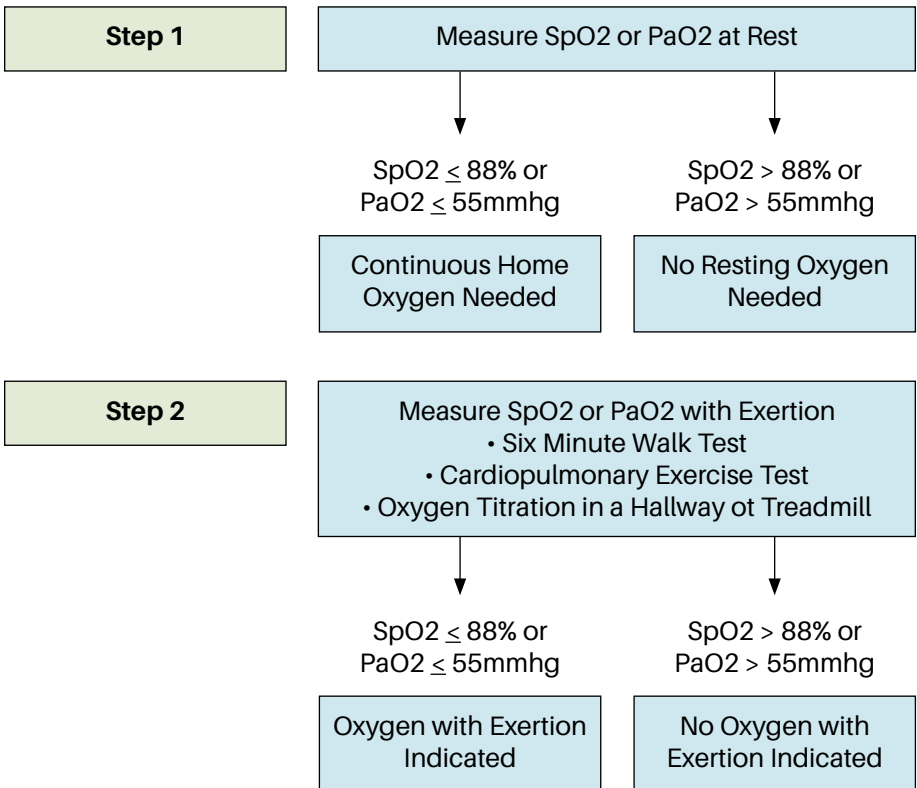 Step 1
Measure SpO2 or PaO2 at Rest
SpO2 ≤ 88% or
PaO2 ≤ 55mmhg
SpO2 > 88% or
PaO2 > 55mmhg
Continuous Home
Oxygen Needed
No Resting Oxygen
Needed
Step 2
Measure SpO2 or PaO2 with Exertion
• Six Minute Walk Test
• Cardiopulmonary Exercise Test
• Oxygen Titration in a Hallway ot Treadmill
SpO2 ≤ 88% or
PaO2 ≤ 55mmhg
SpO2 > 88% or
PaO2 > 55mmhg
Oxygen with Exertion
Indicated
No Oxygen with
Exertion Indicated